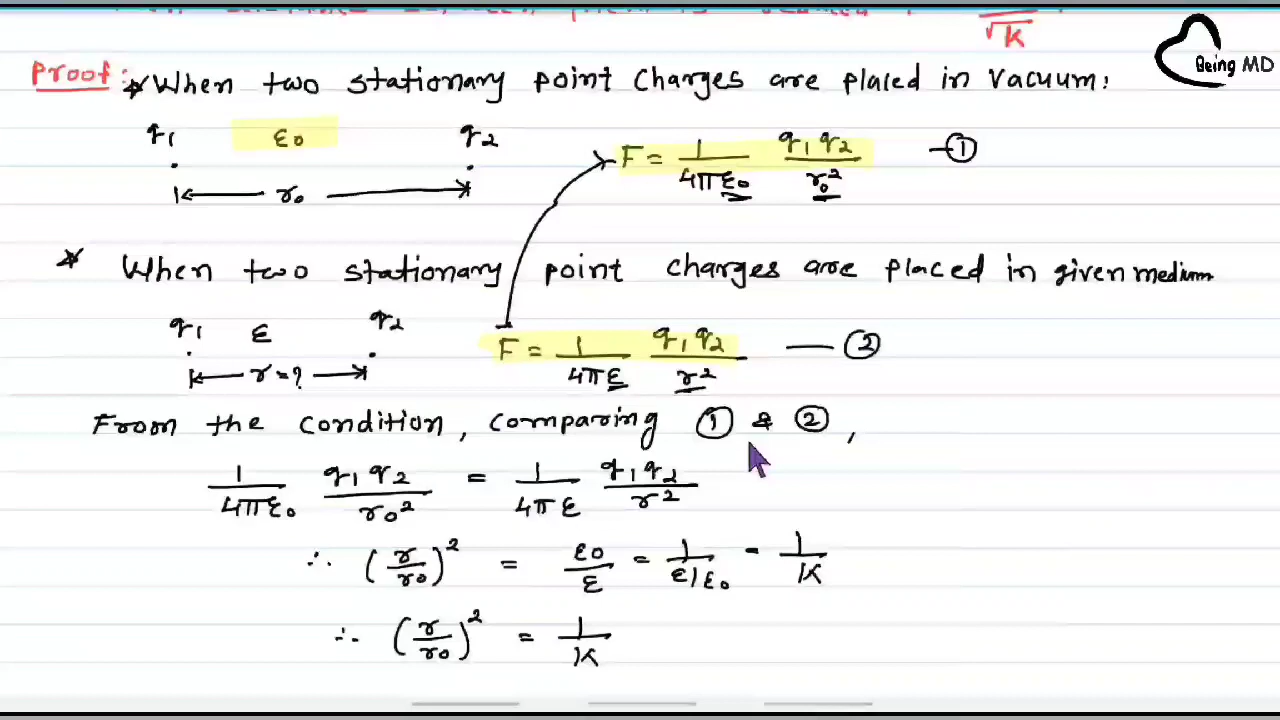 √K
Being MD
Proof: * When two stationary point charges are placed in vacuum:
q1 ε0 q2
r0
F = 1/4πε0 q1q2/r0² — ①
* When two stationary point charges are placed in given medium
q1 ε q2
r = ?
F = 1/4πε q1q2/r² — ②
From the condition, comparing ① & ②,
1/4πε0 q1q2/r0² = 1/4πε q1q2/r²
∴ (r/r0)² = ε0/ε = 1/ε/ε0 = 1/K
∴ (r/r0)² = 1/K